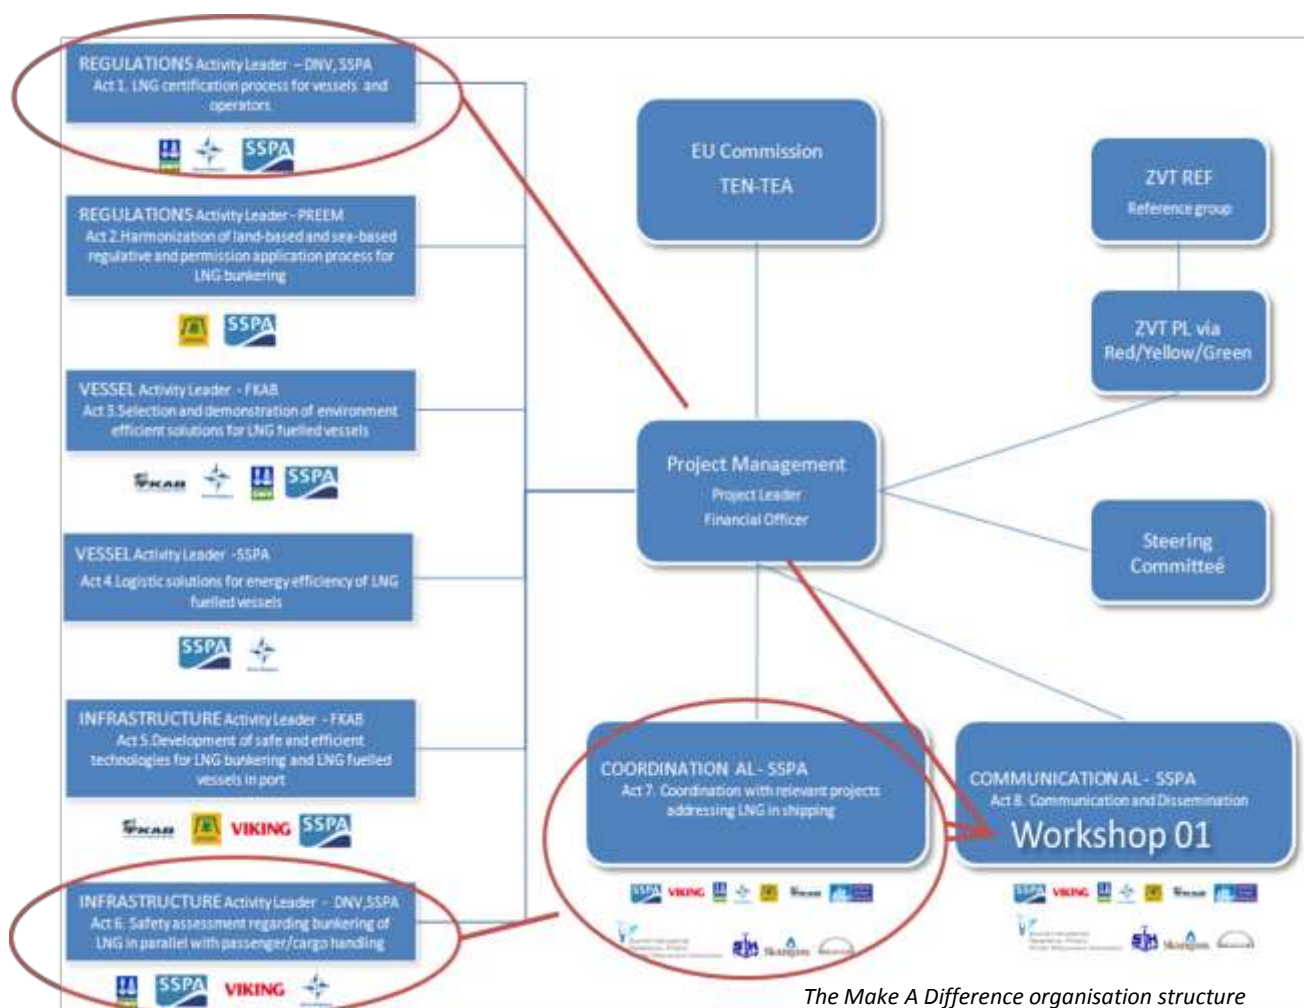 REGULATIONS Activity Leader – DNV, SSPA
Act 1. LNG certification process for vessels and
operators
SSPA
REGULATIONS Activity Leader - PREEM
Act 2.Harmonization of land-based and sea-based
regulative and permission application process for
LNG bunkering
SSPA
VESSEL Activity Leader - FKAB
Act 3.Selection and demonstration of environment
efficient solutions for LNG fuelled vessels
FKAB SSPA
VESSEL Activity Leader -SSPA
Act 4.Logistic solutions for energy efficiency of LNG
fuelled vessels
SSPA
INFRASTRUCTURE Activity Leader - FKAB
Act 5.Development of safe and efficient
technologies for LNG bunkering and LNG fuelled
vessels in port
FKAB VIKING SSPA
INFRASTRUCTURE Activity Leader - DNV,SSPA
Act 6. Safety assessment regarding bunkering of
LNG in parallel with passenger/cargo handling
SSPA VIKING
EU Commission
TEN-TEA
ZVT REF
Reference group
ZVT PL via
Red/Yellow/Green
Project Management
Project Leader
Financial Officer
Steering
Committeé
COORDINATION AL- SSPA
Act 7. Coordination with relevant projects
addressing LNG in shipping
SSPA VIKING FKAB
Skangass
COMMUNICATION AL- SSPA
Act 8. Communication and Dissemination
Workshop 01
SSPA VIKING FKAB
Skangass
The Make A Difference organisation structure